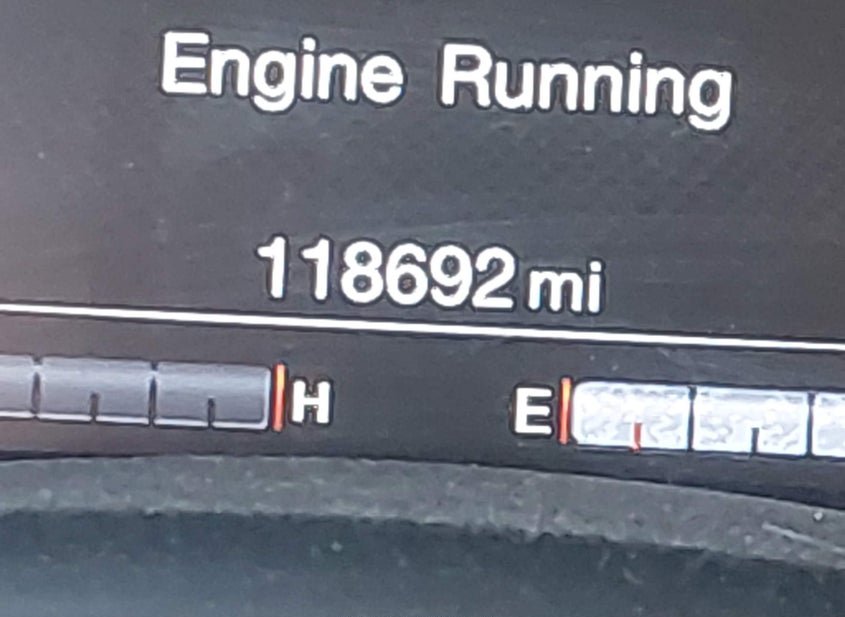 Engine Running
118692 mi
H E